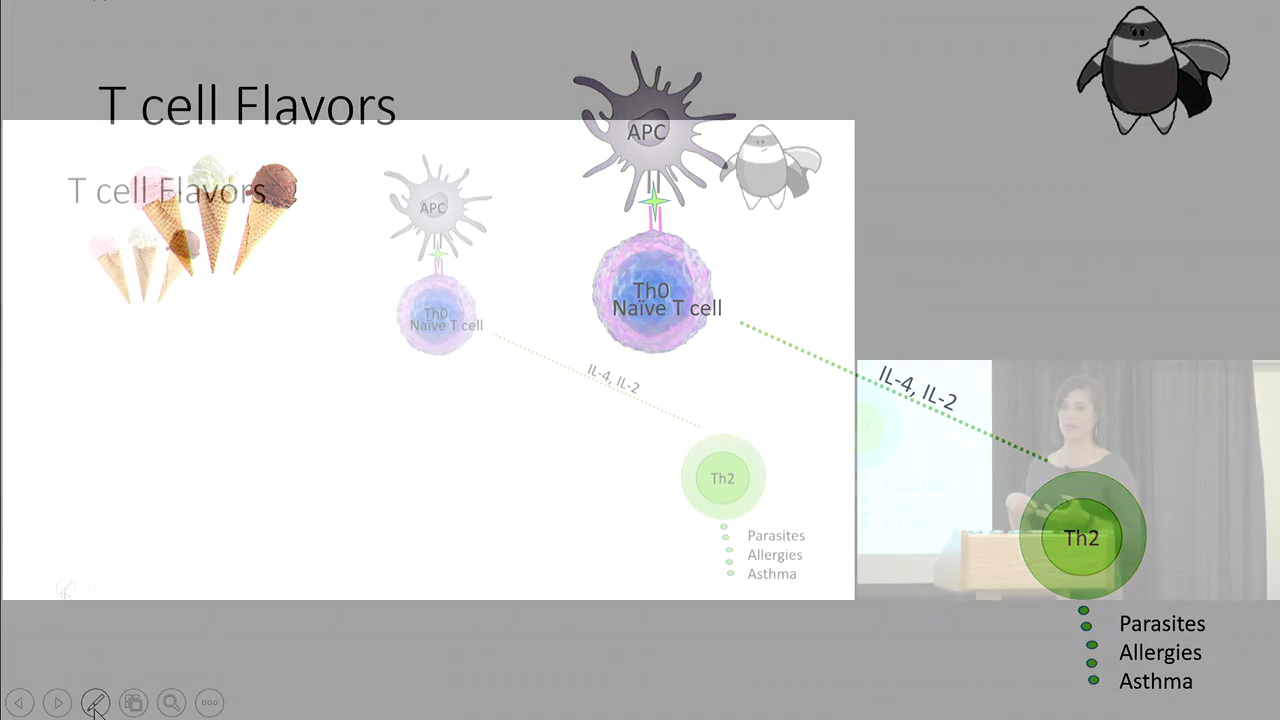 T cell Flavors
APC
Th0
Naïve T cell
IL-4, IL-2
Th2
Parasites
Allergies
Asthma
T cell Flavors
APC
Th0
Naïve T cell
IL-4, IL-2
Th2
Parasites
Allergies
Asthma